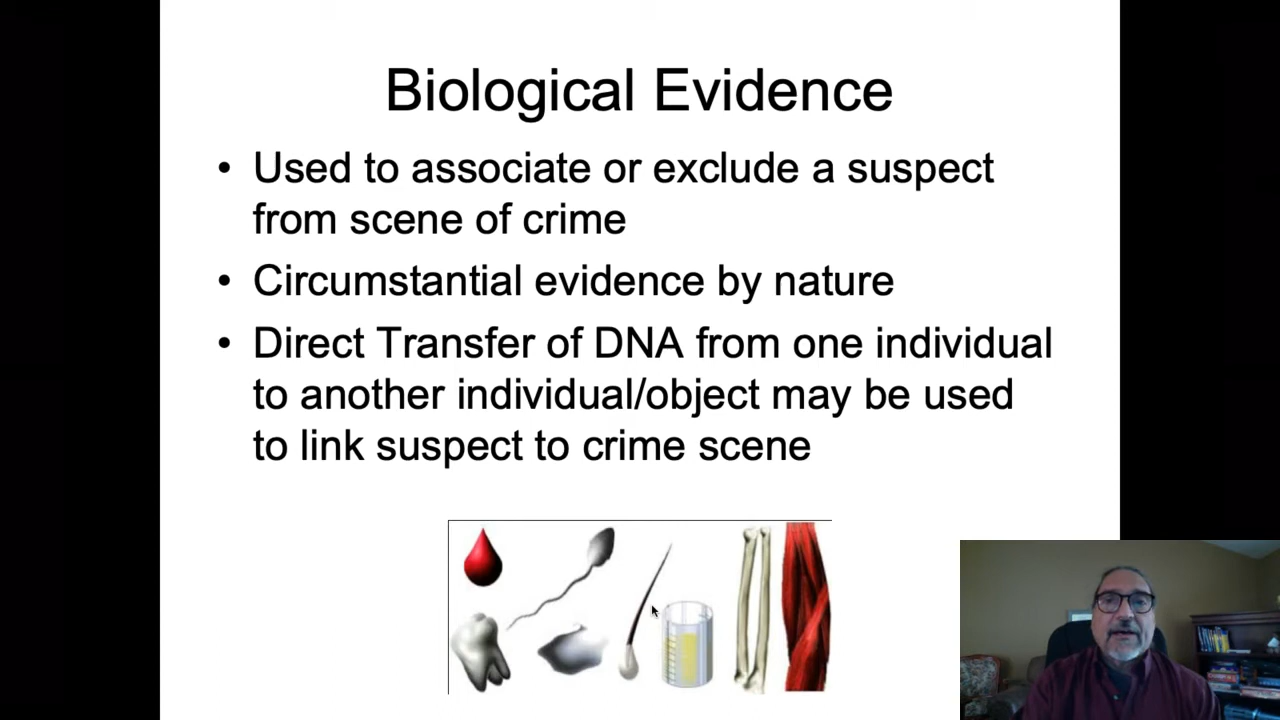 Biological Evidence
• Used to associate or exclude a suspect
from scene of crime
• Circumstantial evidence by nature
• Direct Transfer of DNA from one individual
to another individual/object may be used
to link suspect to crime scene